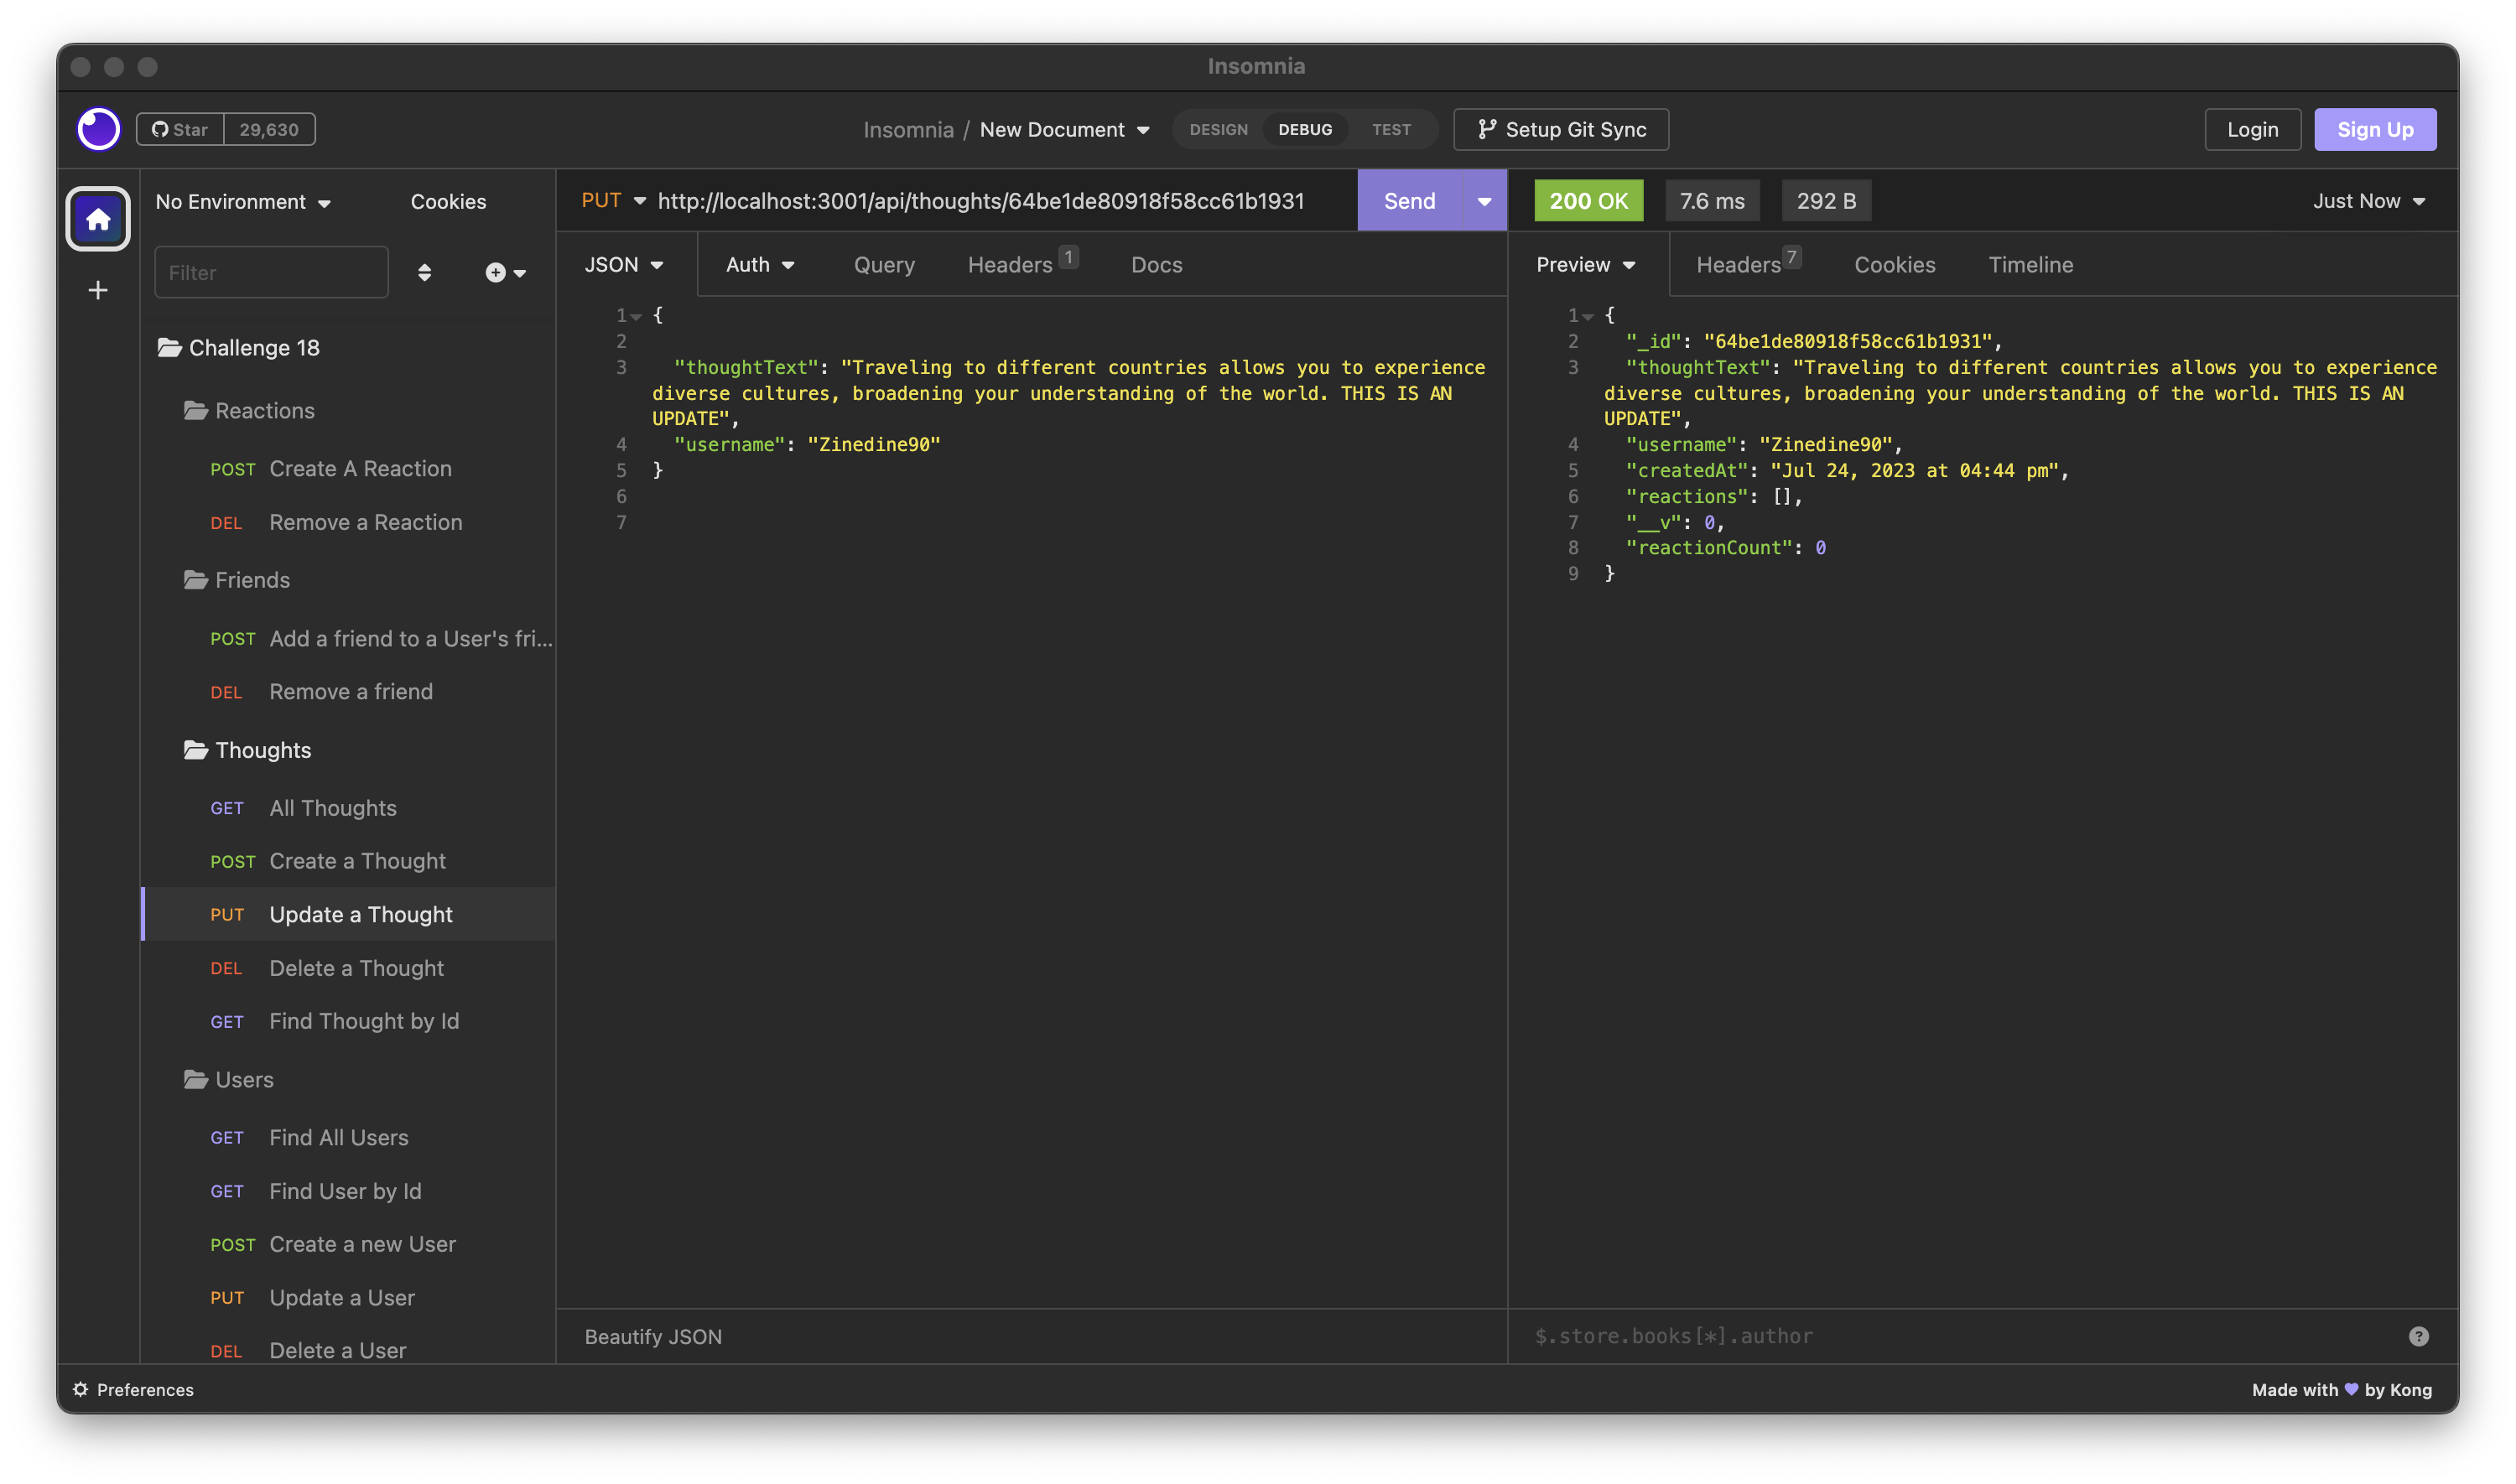 Insomnia
Star 29,630
Insomnia / New Document
DESIGN DEBUG TEST
Setup Git Sync
Login
Sign Up
No Environment
Cookies
Filter
Challenge 18
Reactions
POST Create A Reaction
DEL Remove a Reaction
Friends
POST Add a friend to a User's fri...
DEL Remove a friend
Thoughts
GET All Thoughts
POST Create a Thought
PUT Update a Thought
DEL Delete a Thought
GET Find Thought by Id
Users
GET Find All Users
GET Find User by Id
POST Create a new User
PUT Update a User
DEL Delete a User
PUT http://localhost:3001/api/thoughts/64be1de80918f58cc61b1931 Send
JSON Auth Query Headers 1 Docs
1 {
2
3 "thoughtText": "Traveling to different countries allows you to experience
diverse cultures, broadening your understanding of the world. THIS IS AN
UPDATE",
4 "username": "Zinedine90"
5 }
6
7
Beautify JSON
200 OK 7.6 ms 292 B Just Now
Preview Headers 7 Cookies Timeline
1 {
2 "_id": "64be1de80918f58cc61b1931",
3 "thoughtText": "Traveling to different countries allows you to experience
diverse cultures, broadening your understanding of the world. THIS IS AN
UPDATE",
4 "username": "Zinedine90",
5 "createdAt": "Jul 24, 2023 at 04:44 pm",
6 "reactions": [],
7 "__v": 0,
8 "reactionCount": 0
9 }
$.store.books[*].author
?
Preferences
Made with 💜 by Kong